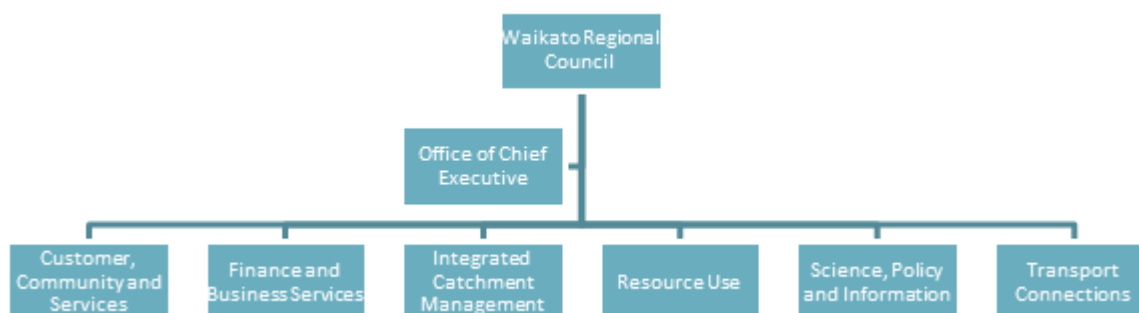 Waikato Regional
Council
Office of Chief
Executive
Customer,
Community and
Services
Finance and
Business Services
Integrated
Catchment
Management
Resource Use
Science, Policy
and Information
Transport
Connections